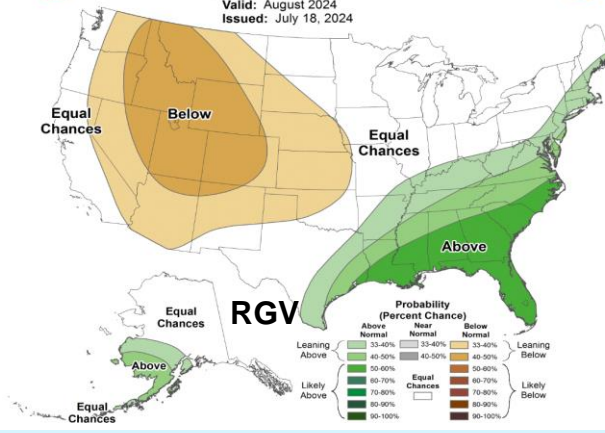 Valid: August 2024
Issued: July 18, 2024
Equal
Chances
Below
Equal
Chances
Above
Equal
Chances
RGV
Above
Equal
Chances
Probability
(Percent Chance)
Above
Normal
Near
Normal
Below
Normal
Leaning
Above
33-40%
33-40%
33-40%
Leaning
Below
40-50%
40-50%
40-50%
Likely
Above
50-60%
50-60%
Likely
Below
60-70%
Equal
Chances
60-70%
70-80%
70-80%
80-90%
80-90%
90-100%
90-100%